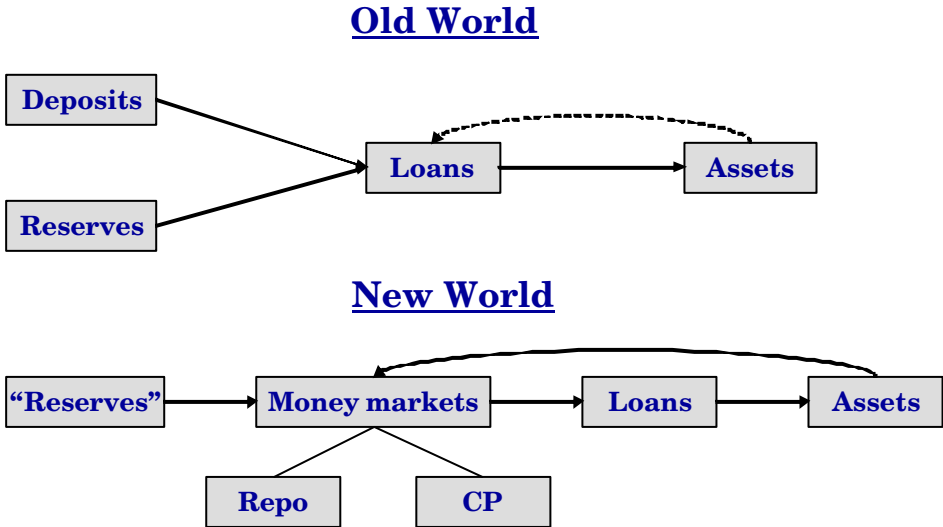 Old World
Deposits
Loans
Assets
Reserves
New World
“Reserves”
Money markets
Loans
Assets
Repo
CP